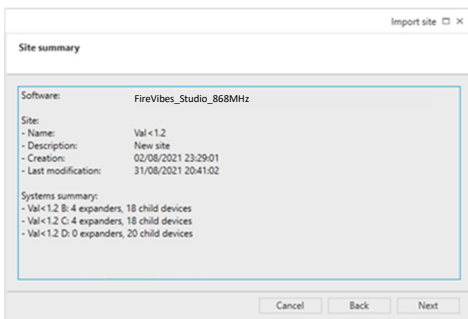 Import site
Site summary
Software: FireVibes_Studio_868MHz
Site:
- Name: Val<1.2
- Description: New site
- Creation: 02/08/2021 23:29:01
- Last modification: 31/08/2021 20:41:02
Systems summary:
- Val<1.2 B: 4 expanders, 18 child devices
- Val<1.2 C: 4 expanders, 18 child devices
- Val<1.2 D: 0 expanders, 20 child devices
Cancel Back Next